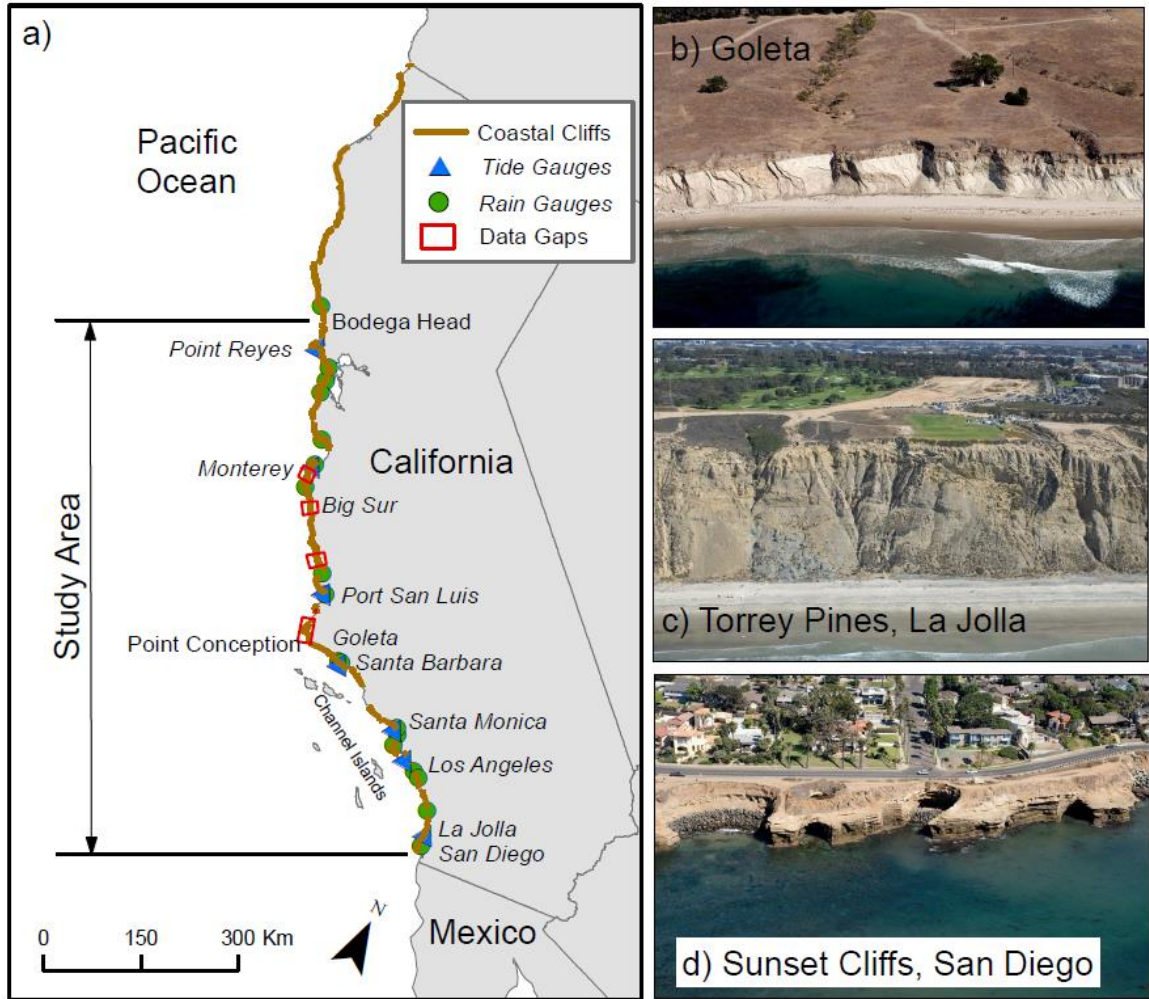 a)
Pacific
Ocean
Coastal Cliffs
Tide Gauges
Rain Gauges
Data Gaps
Bodega Head
Point Reyes
Monterey
California
Big Sur
Study Area
Port San Luis
Point Conception
Goleta
Santa Barbara
Channel Islands
Santa Monica
Los Angeles
La Jolla
San Diego
N
Mexico
0 150 300 Km
b) Goleta
c) Torrey Pines, La Jolla
d) Sunset Cliffs, San Diego